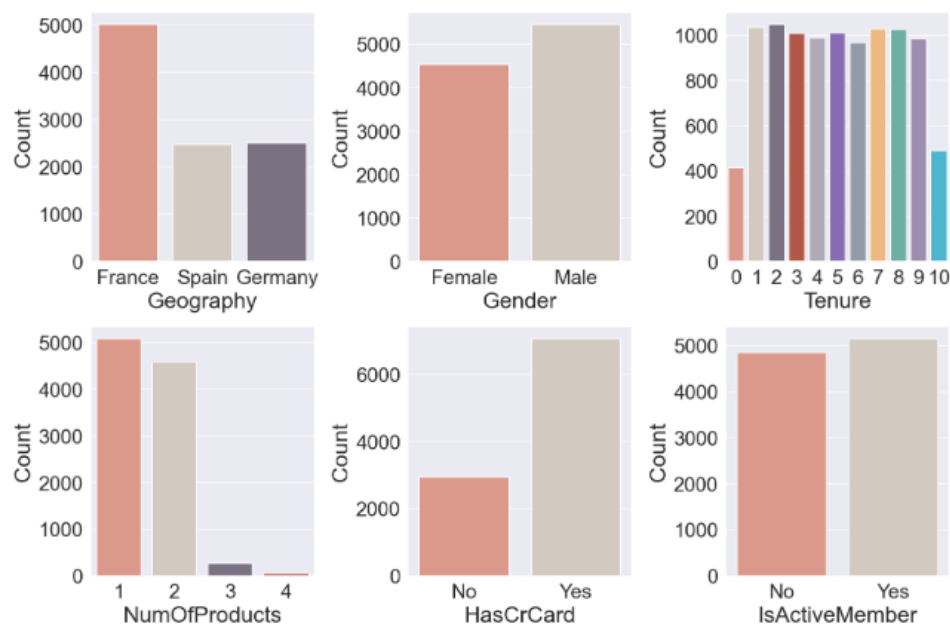 Count
5000
4000
3000
2000
1000
0
France Spain Germany
Geography
Count
5000
4000
3000
2000
1000
0
Female Male
Gender
Count
1000
800
600
400
200
0
0 1 2 3 4 5 6 7 8 9 10
Tenure
Count
5000
4000
3000
2000
1000
0
1 2 3 4
NumOfProducts
Count
6000
4000
2000
0
No Yes
HasCrCard
Count
5000
4000
3000
2000
1000
0
No Yes
IsActiveMember